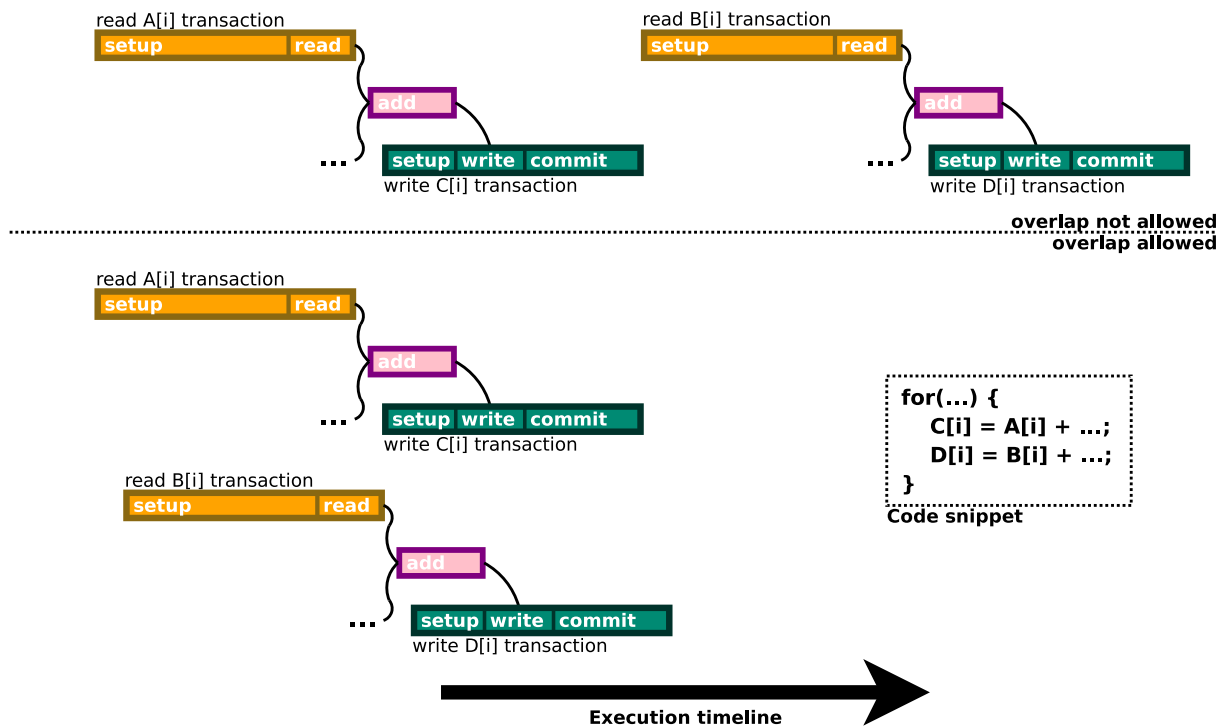 read A[i] transaction
setup read
add
...
setup write commit
write C[i] transaction
read B[i] transaction
setup read
add
...
setup write commit
write D[i] transaction
overlap not allowed
overlap allowed
read A[i] transaction
setup read
add
...
setup write commit
write C[i] transaction
read B[i] transaction
setup read
add
...
setup write commit
write D[i] transaction
for(...) {
C[i] = A[i] + ...;
D[i] = B[i] + ...;
}
Code snippet
Execution timeline